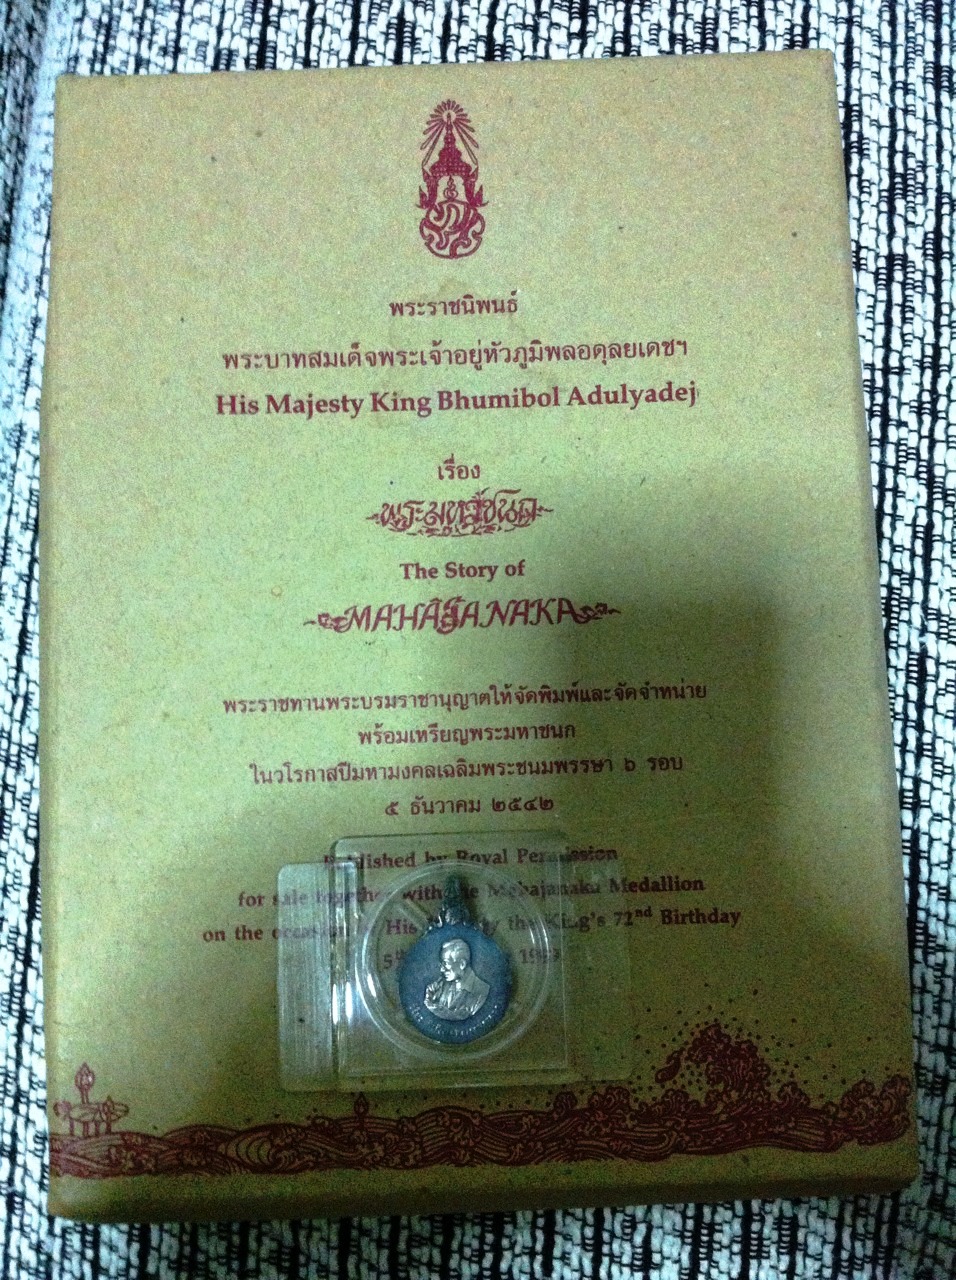 พระราชนิพนธ์
พระบาทสมเด็จพระเจ้าอยู่หัวภูมิพลอดุลยเดชฯ
His Majesty King Bhumibol Adulyadej
เรื่อง
พระมหาชนก
The Story of
MAHAJANAKA
พระราชทานพระบรมราชานุญาตให้จัดพิมพ์และจัดจำหน่าย
พร้อมเหรียญพระมหาชนก
ในวโรกาสปีมหามงคลเฉลิมพระชนมพรรษา ๖ รอบ
๕ ธันวาคม ๒๕๔๒
Published by Royal Permission
for sale together with the Mahajanaka Medallion
on the His the King's 72nd Birthday
5th